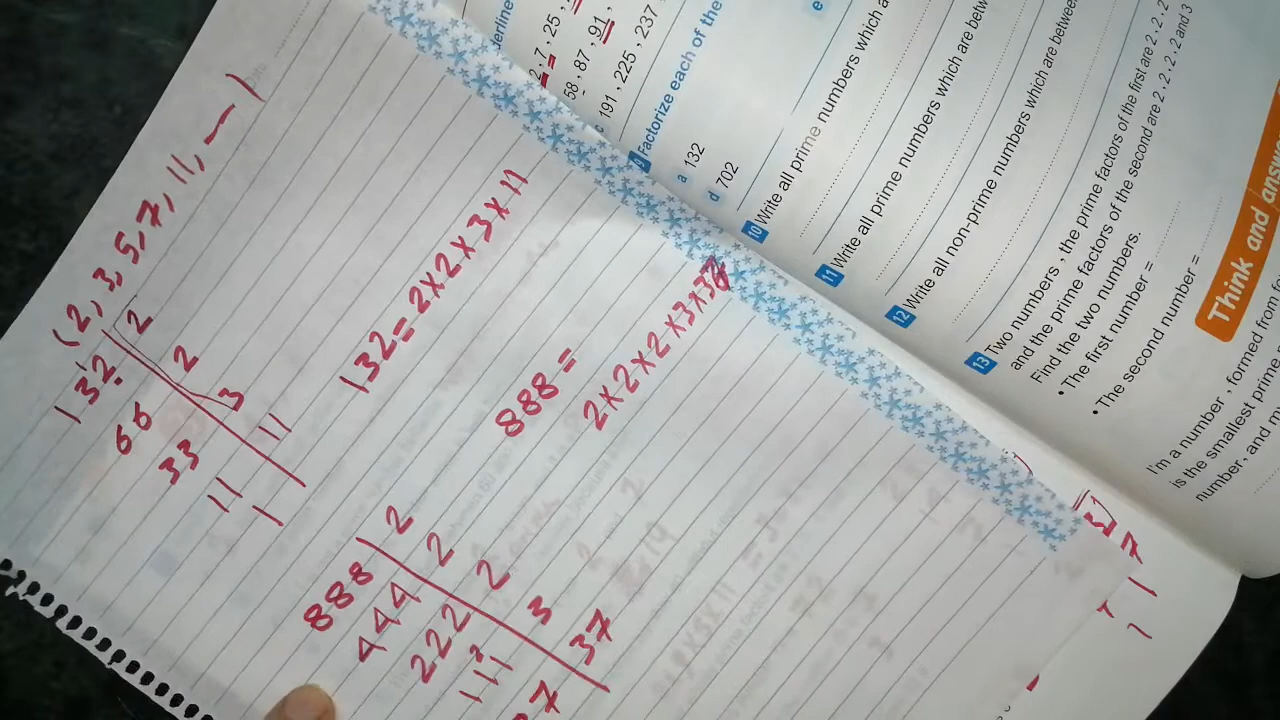 (2, 3, 5, 7, 11, — )
132 2
66 2
33 3
11 11
1
132 = 2 x 2 x 3 x 11
888 =
2 x 2 x 2 x 3 x 37
888 2
444 2
222 2
111 3
37
2 , 7 , 25 ,
58 , 87 , 91 ,
191 , 225 , 237
Factorize each of the
a 132
d 702
10 Write all prime numbers which a
11 Write all prime numbers which are betw
12 Write all non-prime numbers which are between
13 Two numbers , the prime factors of the first are 2 , 2 , 2
and the prime factors of the second are 2 , 2 , 2 and 3
Find the two numbers.
• The first number =
• The second number =
Think and answ
I'm a number , formed from
is the smallest prime
number , and m